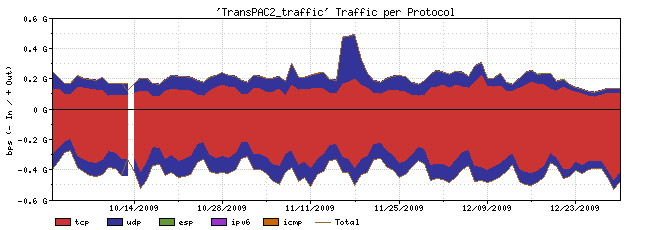 'TransPAC2_traffic' Traffic per Protocol
bps (- In / + Out)
0.6 G
0.4 G
0.2 G
0 G
-0.2 G
-0.4 G
-0.6 G
10/14/2009 10/28/2009 11/11/2009 11/25/2009 12/09/2009 12/23/2009
tcp udp esp ipv6 icmp Total